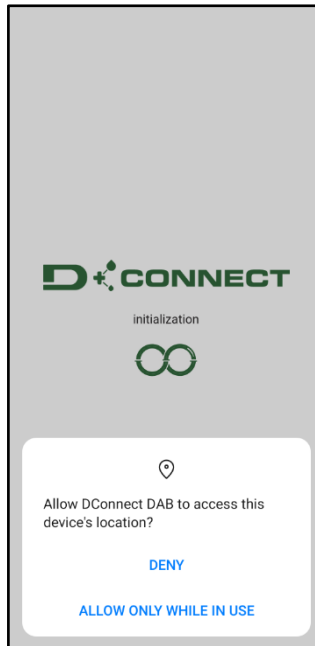 D+CONNECT
initialization
Allow DConnect DAB to access this
device's location?
DENY
ALLOW ONLY WHILE IN USE